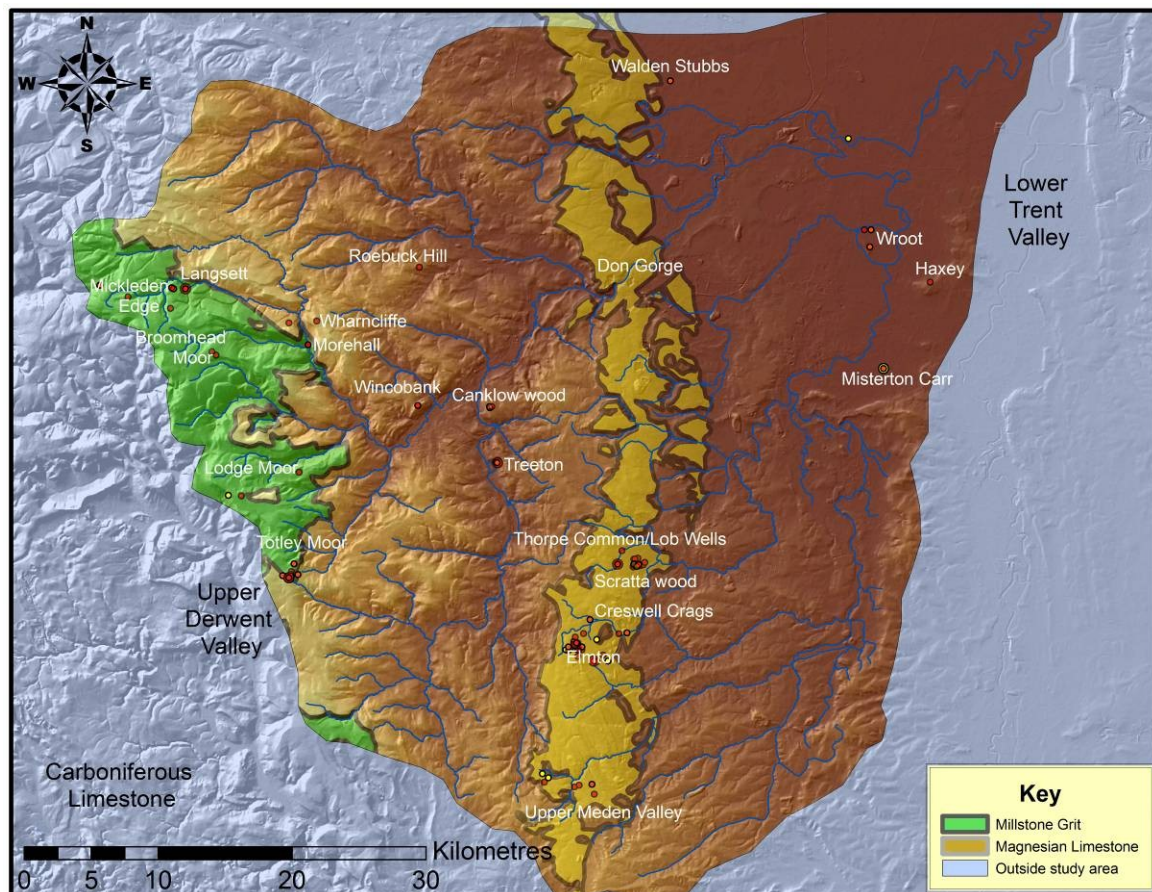 N
W E
S
Walden Stubbs
Lower
Trent
Valley
Wroot
Haxey
Roebuck Hill
Don Gorge
Langsett
Mickleden
Edge
Wharncliffe
Broomhead
Moor
Morehall
Misterton Carr
Wincobank
Canklow wood
Lodge Moor
Treeton
Totley Moor
Thorpe Common/Lob Wells
Scratta wood
Upper
Derwent
Valley
Creswell Crags
Elmton
Carboniferous
Limestone
Upper Meden Valley
Kilometres
0 5 10 20 30
Key
Millstone Grit
Magnesian Limestone
Outside study area